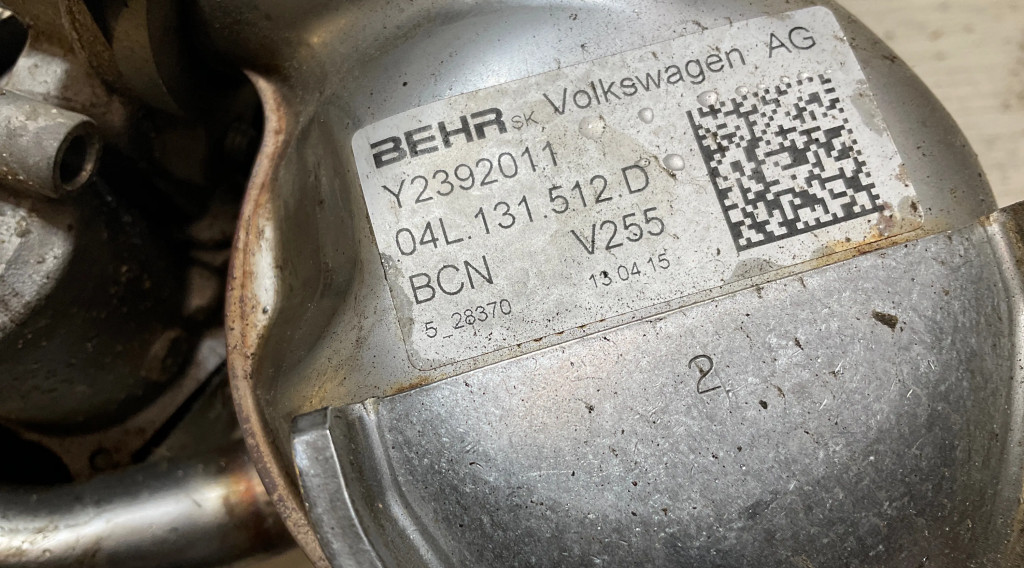 BEHR SK Volkswagen AG
Y2392011
04L.131.512.D
BCN V255
5_28370 13.04.15
2